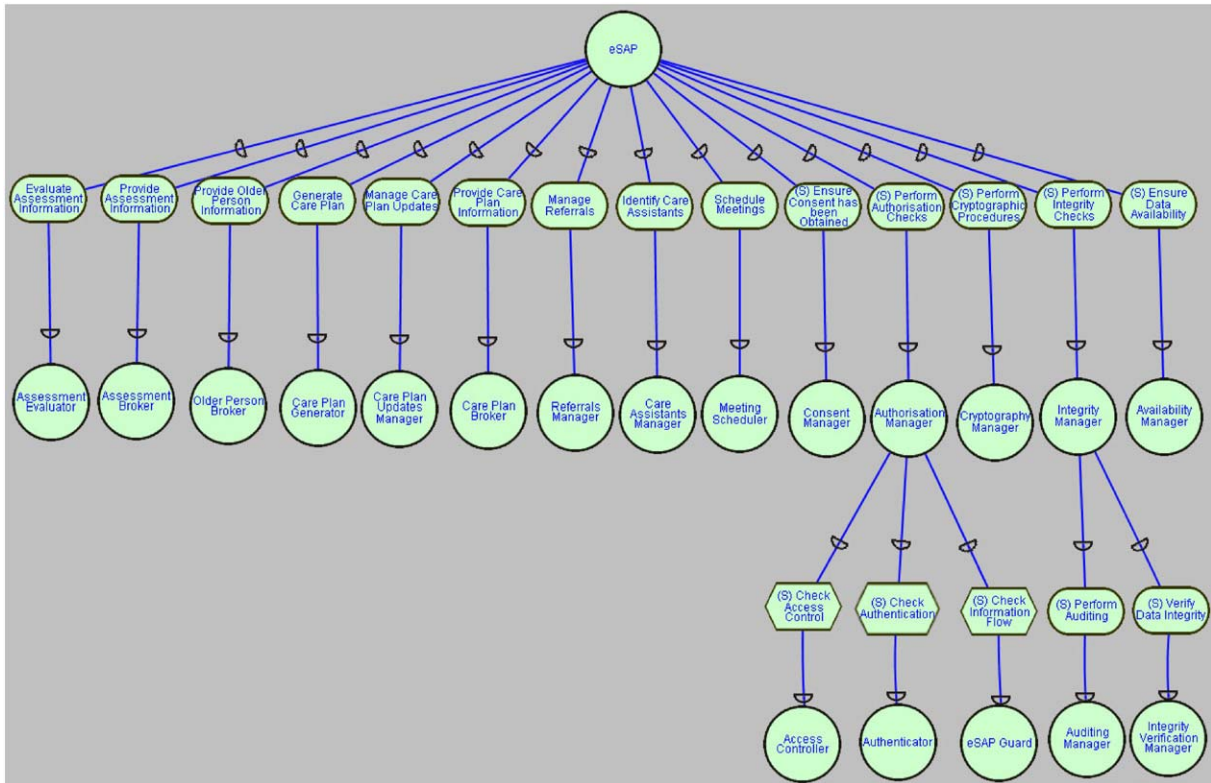 eSAP
Evaluate
Assessment
Information
Provide
Assessment
Information
Provide Older
Person
Information
Generate
Care Plan
Manage Care
Plan Updates
Provide Care
Plan
Information
Manage
Referrals
Identify Care
Assistants
Schedule
Meetings
(S) Ensure
Consent has
been
Obtained
(S) Perform
Authorisation
Checks
(S) Perform
Cryptographic
Procedures
(S) Perform
Integrity
Checks
(S) Ensure
Data
Availability
Assessment
Evaluator
Assessment
Broker
Older Person
Broker
Care Plan
Generator
Care Plan
Updates
Manager
Care Plan
Broker
Referrals
Manager
Care
Assistants
Manager
Meeting
Scheduler
Consent
Manager
Authorisation
Manager
Cryptography
Manager
Integrity
Manager
Availability
Manager
(S) Check
Access
Control
(S) Check
Authentication
(S) Check
Information
Flow
(S) Perform
Auditing
(S) Verify
Data Integrity
Access
Controller
Authenticator
eSAP Guard
Auditing
Manager
Integrity
Verification
Manager